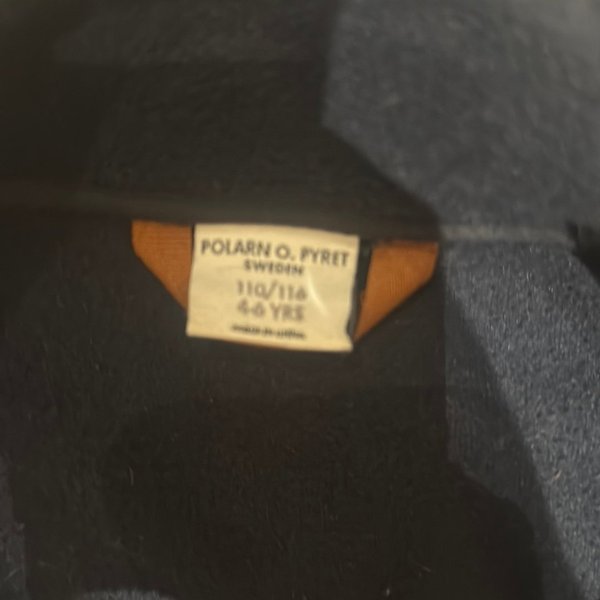 POLARN O. PYRET
SWEDEN
110/116
4-6 YRS